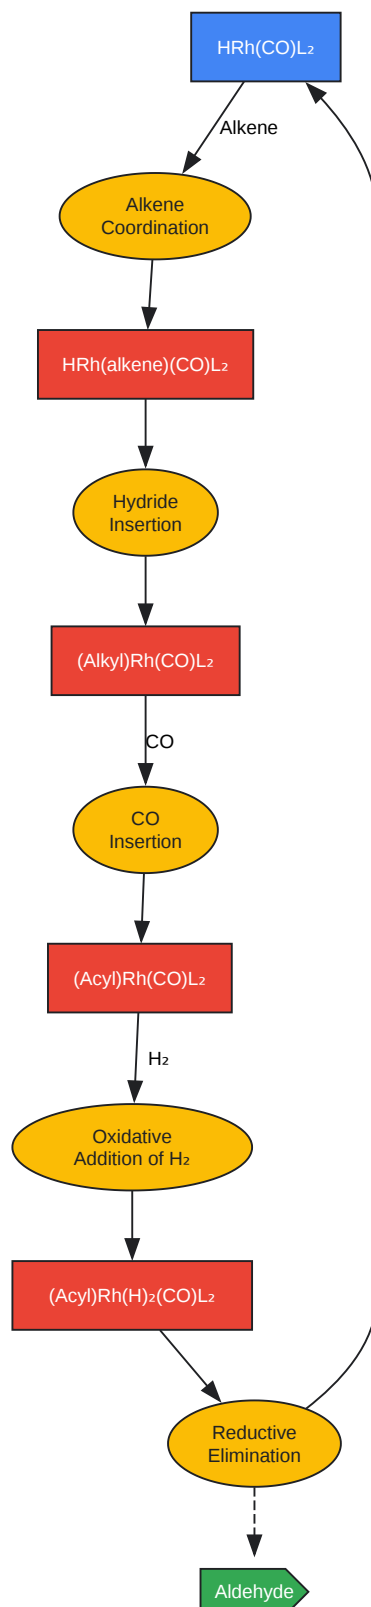 HRh(CO)L₂
Alkene
Alkene
Coordination
HRh(alkene)(CO)L₂
Hydride
Insertion
(Alkyl)Rh(CO)L₂
CO
CO
Insertion
(Acyl)Rh(CO)L₂
H₂
Oxidative
Addition of H₂
(Acyl)Rh(H)₂(CO)L₂
Reductive
Elimination
Aldehyde